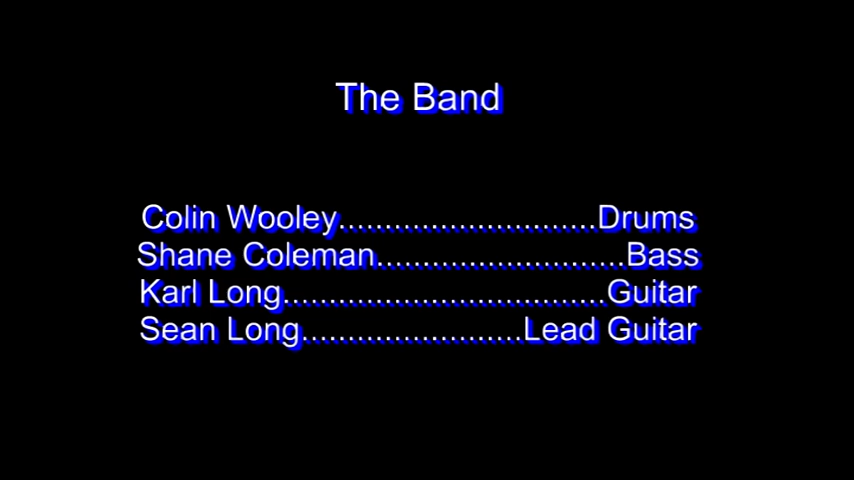 The Band
Colin Wooley............................Drums
Shane Coleman...........................Bass
Karl Long...................................Guitar
Sean Long........................Lead Guitar